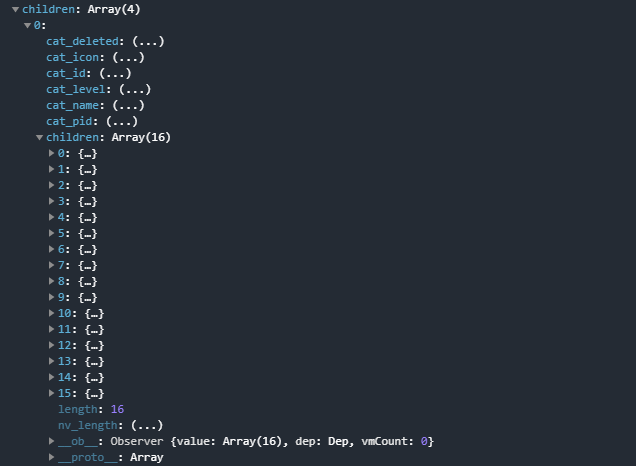 children: Array(4)
0:
cat_deleted: (...)
cat_icon: (...)
cat_id: (...)
cat_level: (...)
cat_name: (...)
cat_pid: (...)
children: Array(16)
0: {…}
1: {…}
2: {…}
3: {…}
4: {…}
5: {…}
6: {…}
7: {…}
8: {…}
9: {…}
10: {…}
11: {…}
12: {…}
13: {…}
14: {…}
15: {…}
length: 16
nv_length: (...)
__ob__: Observer {value: Array(16), dep: Dep, vmCount: 0}
__proto__: Array